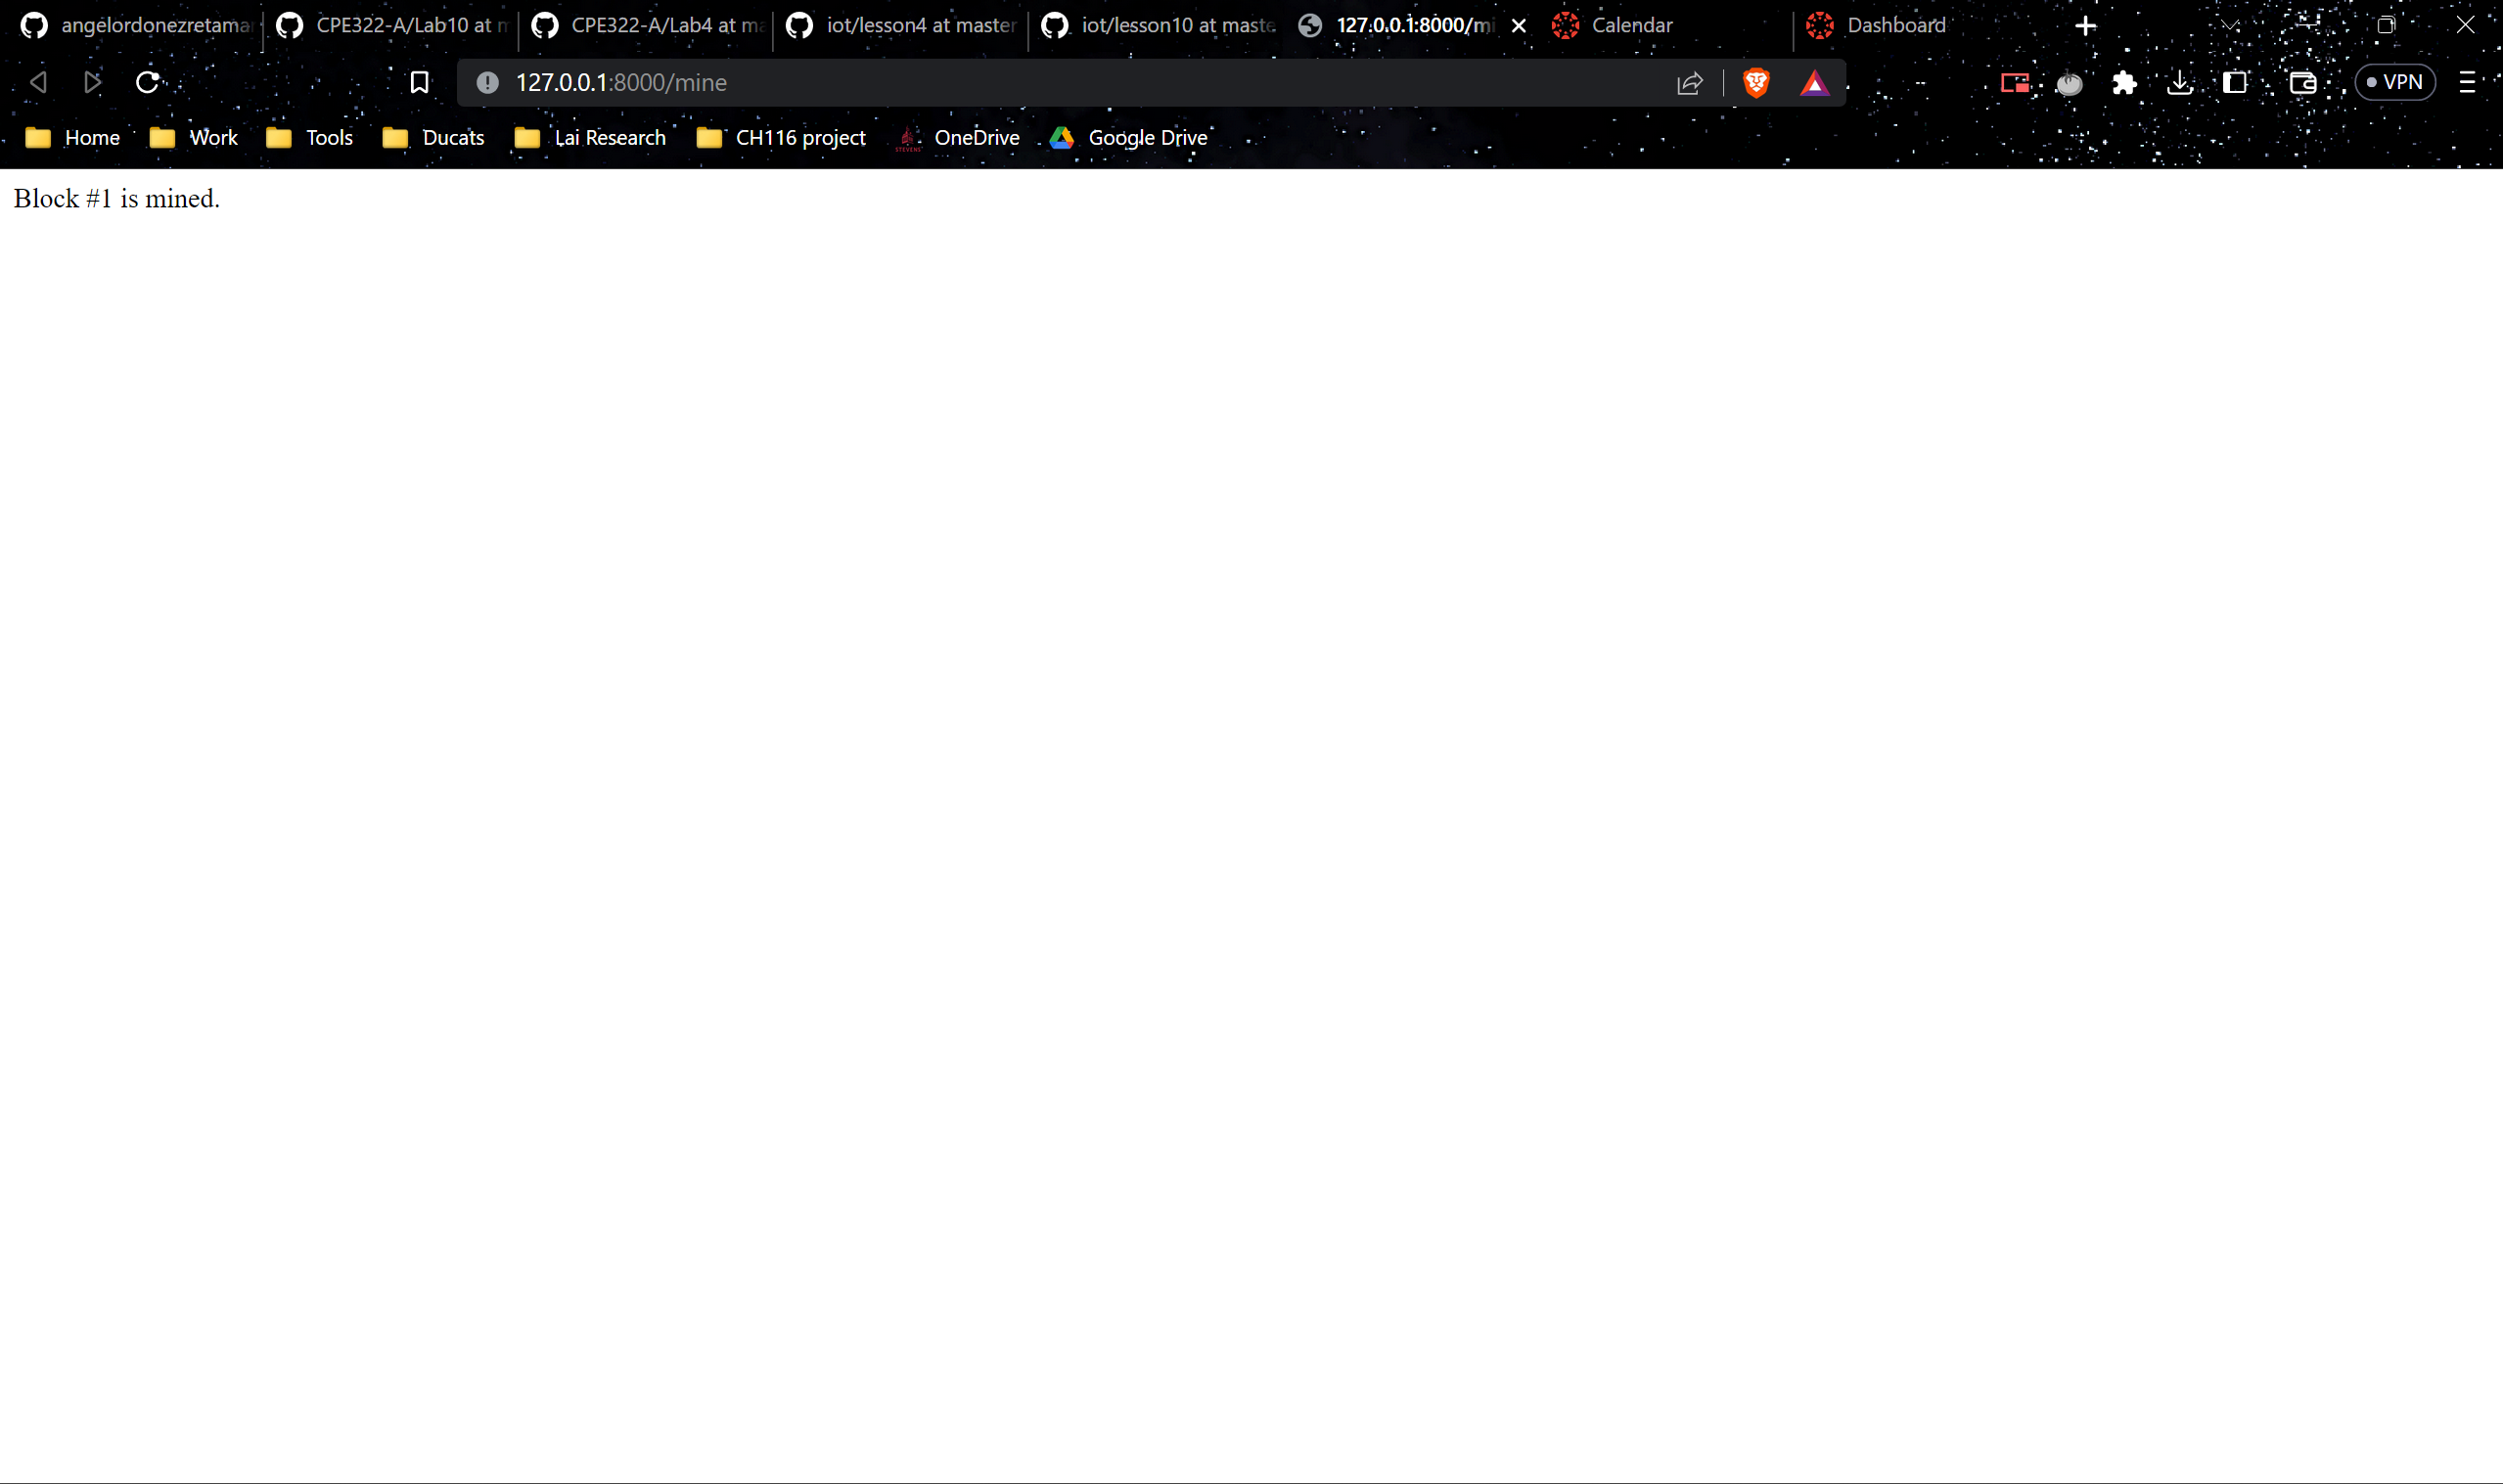 angelordonezretama CPE322-A/Lab10 at m CPE322-A/Lab4 at ma iot/lesson4 at master iot/lesson10 at maste 127.0.0.1:8000/mi Calendar Dashboard
127.0.0.1:8000/mine VPN
Home Work Tools Ducats Lai Research CH116 project STEVENS OneDrive Google Drive
Block #1 is mined.